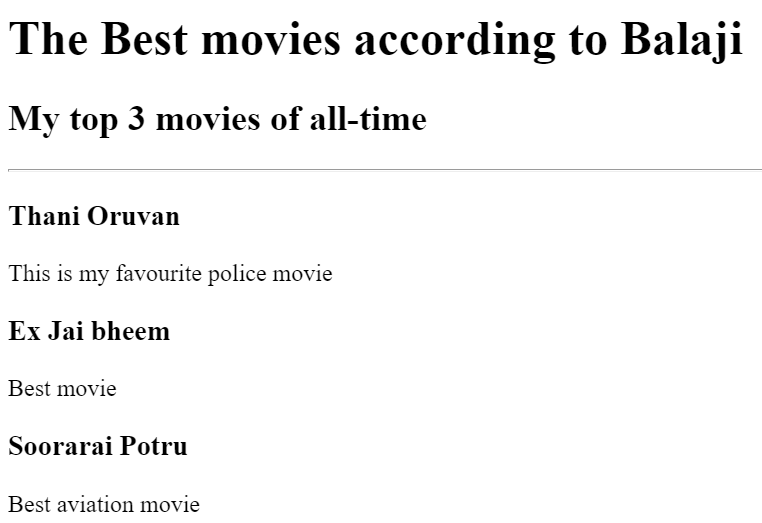 The Best movies according to Balaji
My top 3 movies of all-time
Thani Oruvan
This is my favourite police movie
Ex Jai bheem
Best movie
Soorarai Potru
Best aviation movie